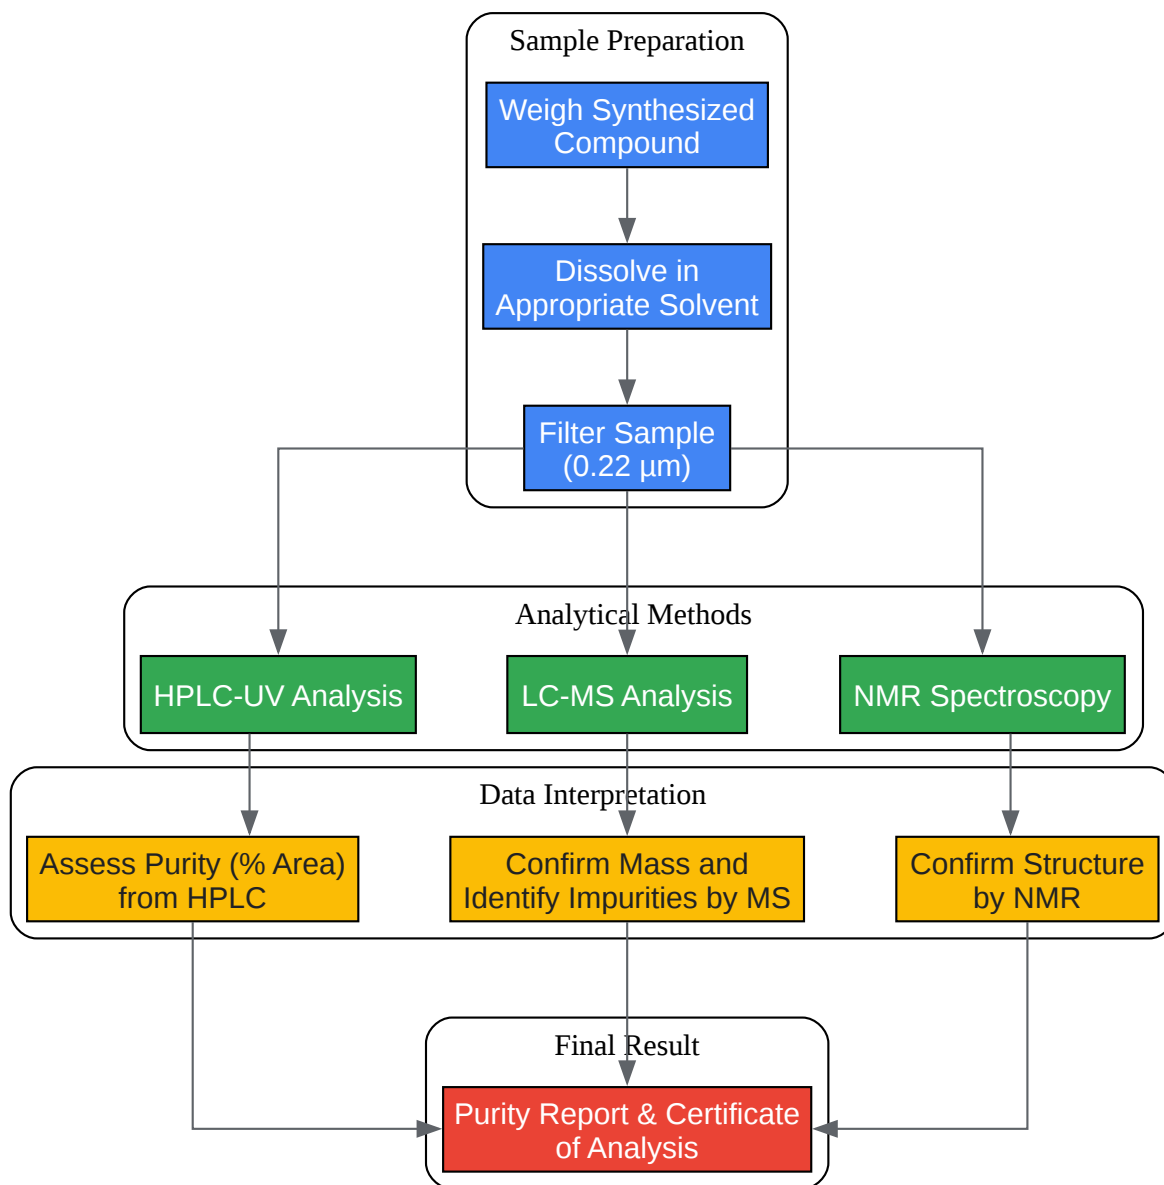 Sample Preparation
Weigh Synthesized
Compound
Dissolve in
Appropriate Solvent
Filter Sample
(0.22 µm)
Analytical Methods
HPLC-UV Analysis
LC-MS Analysis
NMR Spectroscopy
Data Interpretation
Assess Purity (% Area)
from HPLC
Confirm Mass and
Identify Impurities by MS
Confirm Structure
by NMR
Final Result
Purity Report & Certificate
of Analysis